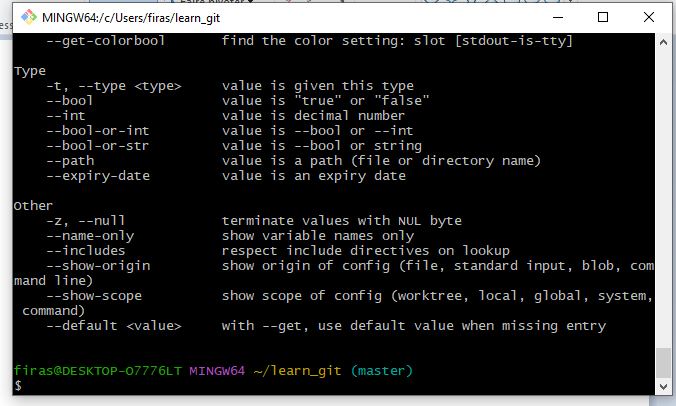 Faire pivoter
ess
MINGW64:/c/Users/firas/learn_git
--get-colorbool find the color setting: slot [stdout-is-tty]
Type
-t, --type <type> value is given this type
--bool value is "true" or "false"
--int value is decimal number
--bool-or-int value is --bool or --int
--bool-or-str value is --bool or string
--path value is a path (file or directory name)
--expiry-date value is an expiry date
Other
-z, --null terminate values with NUL byte
--name-only show variable names only
--includes respect include directives on lookup
--show-origin show origin of config (file, standard input, blob, com
mand line)
--show-scope show scope of config (worktree, local, global, system,
command)
--default <value> with --get, use default value when missing entry
firas@DESKTOP-O7776LT MINGW64 ~/learn_git (master)
$